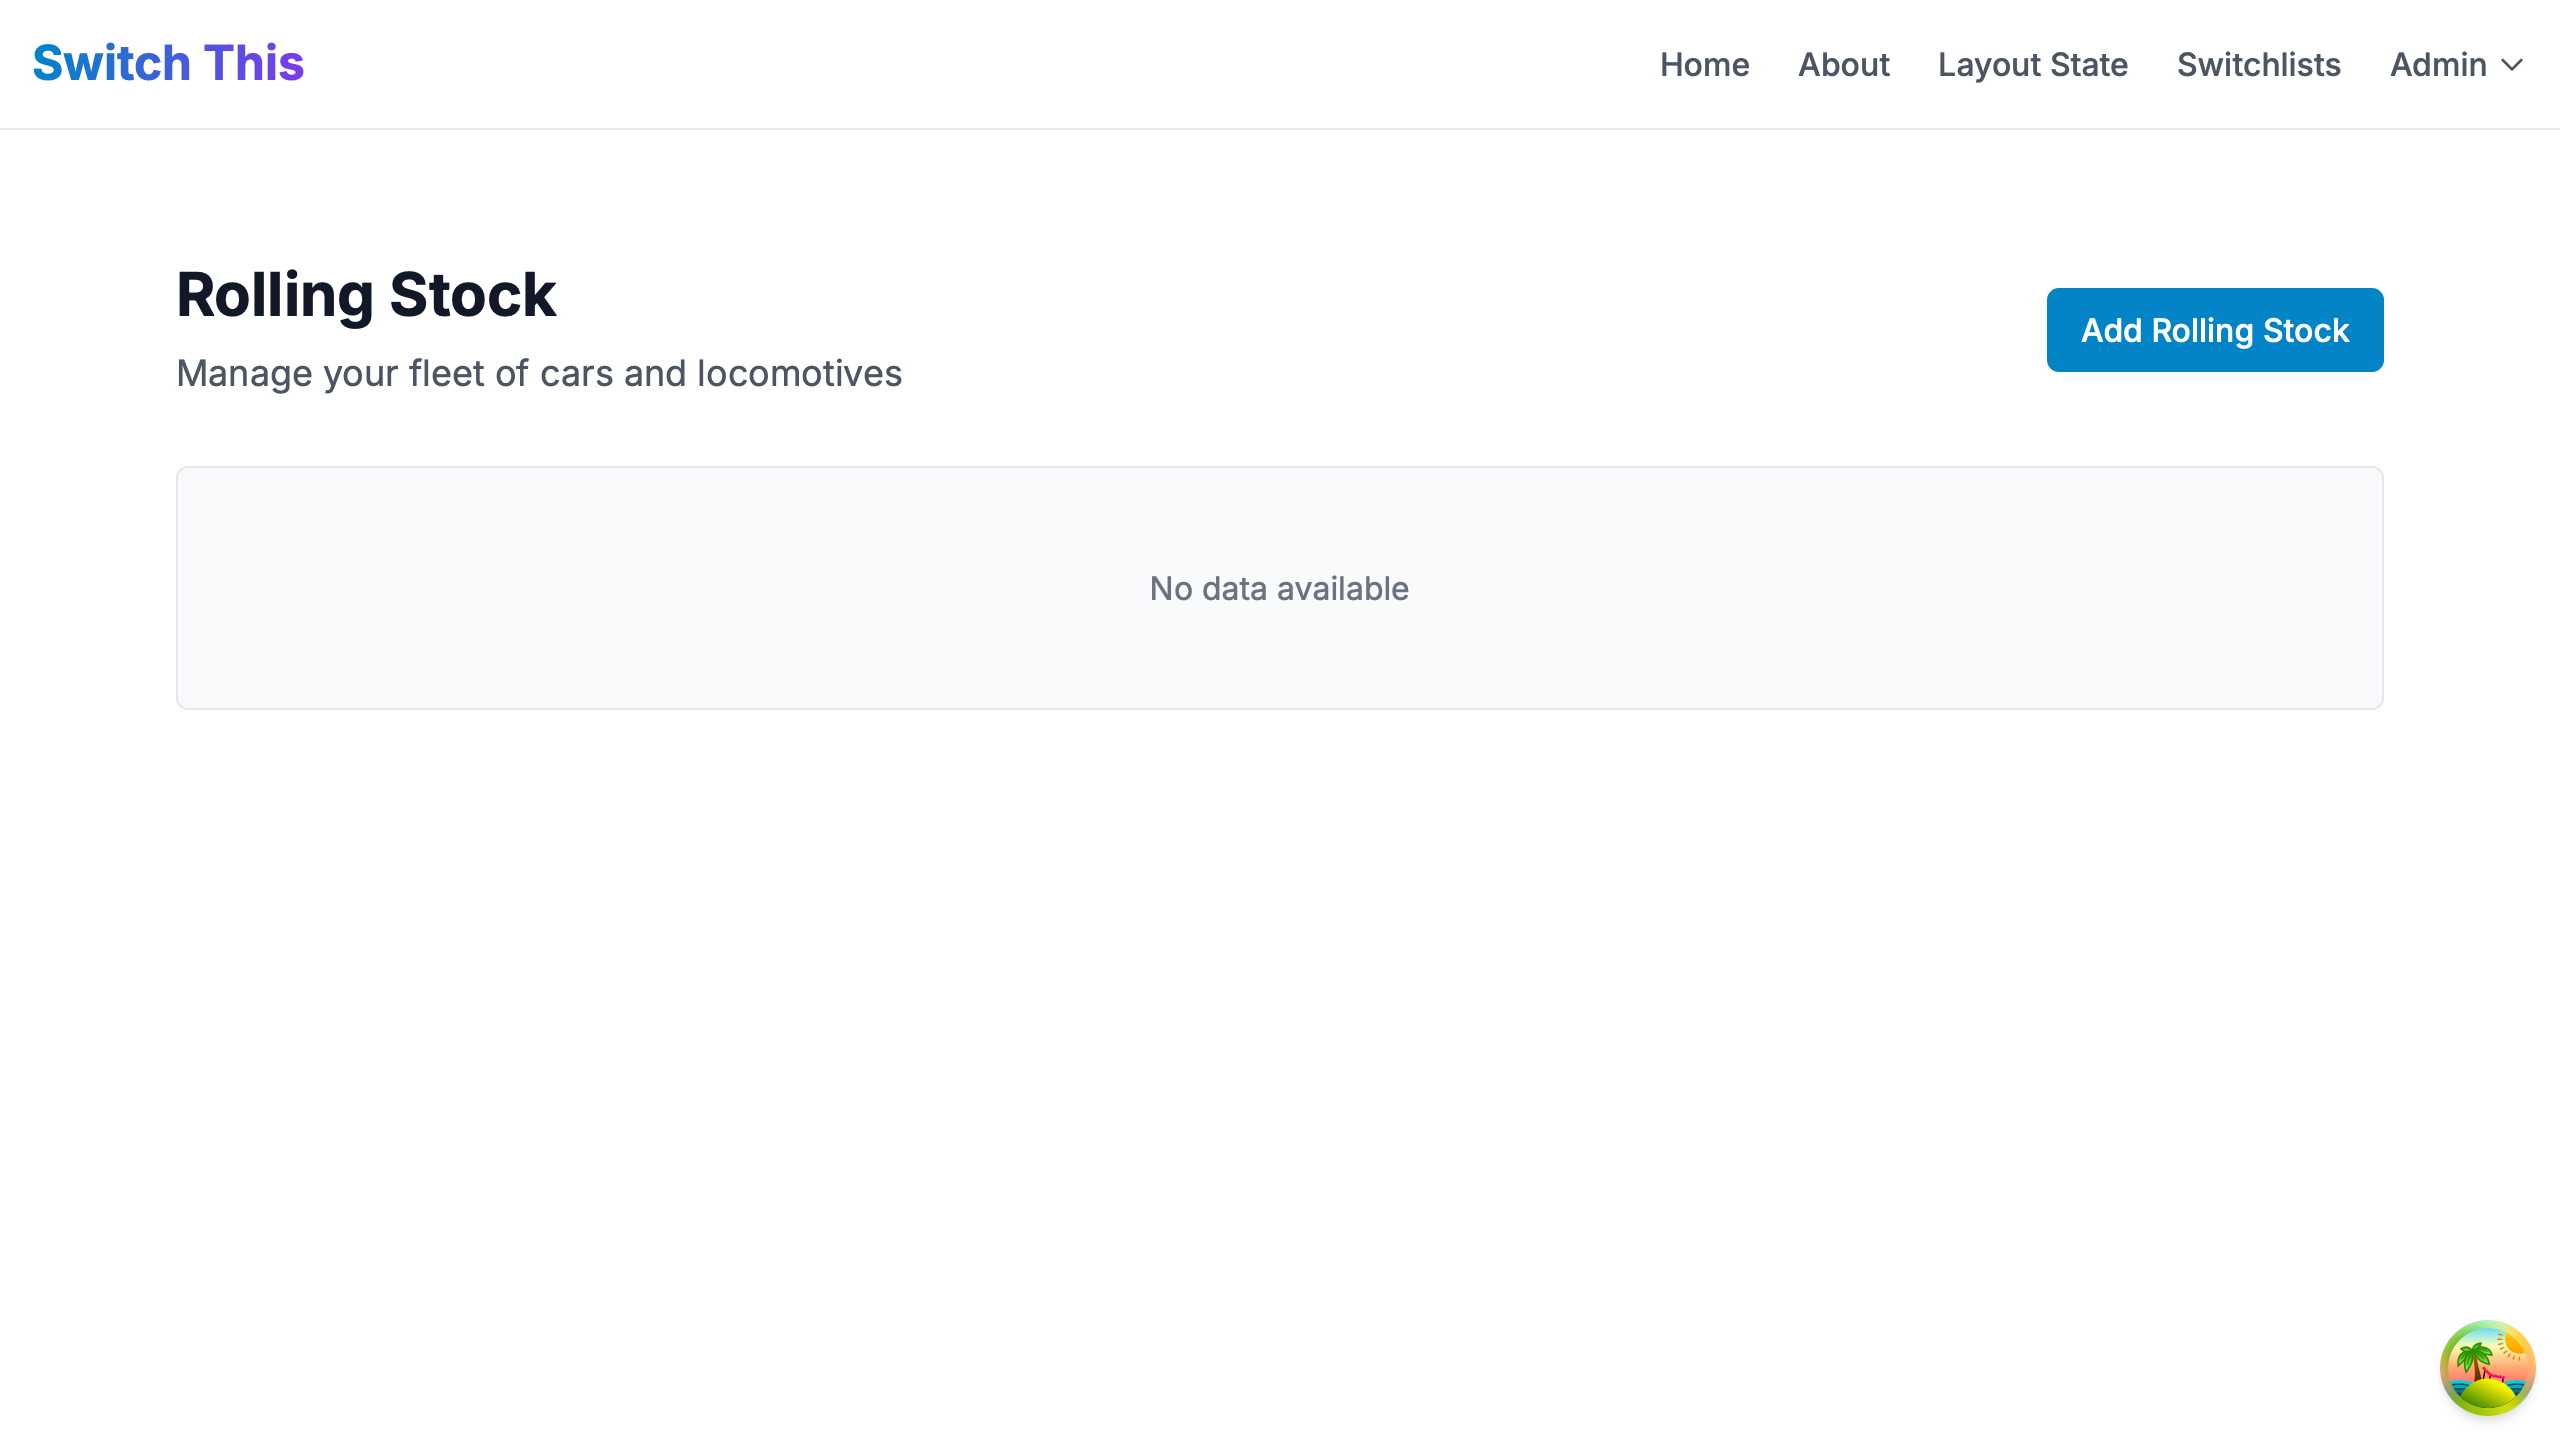 Switch This
Home About Layout State Switchlists Admin
Rolling Stock
Manage your fleet of cars and locomotives
Add Rolling Stock
No data available